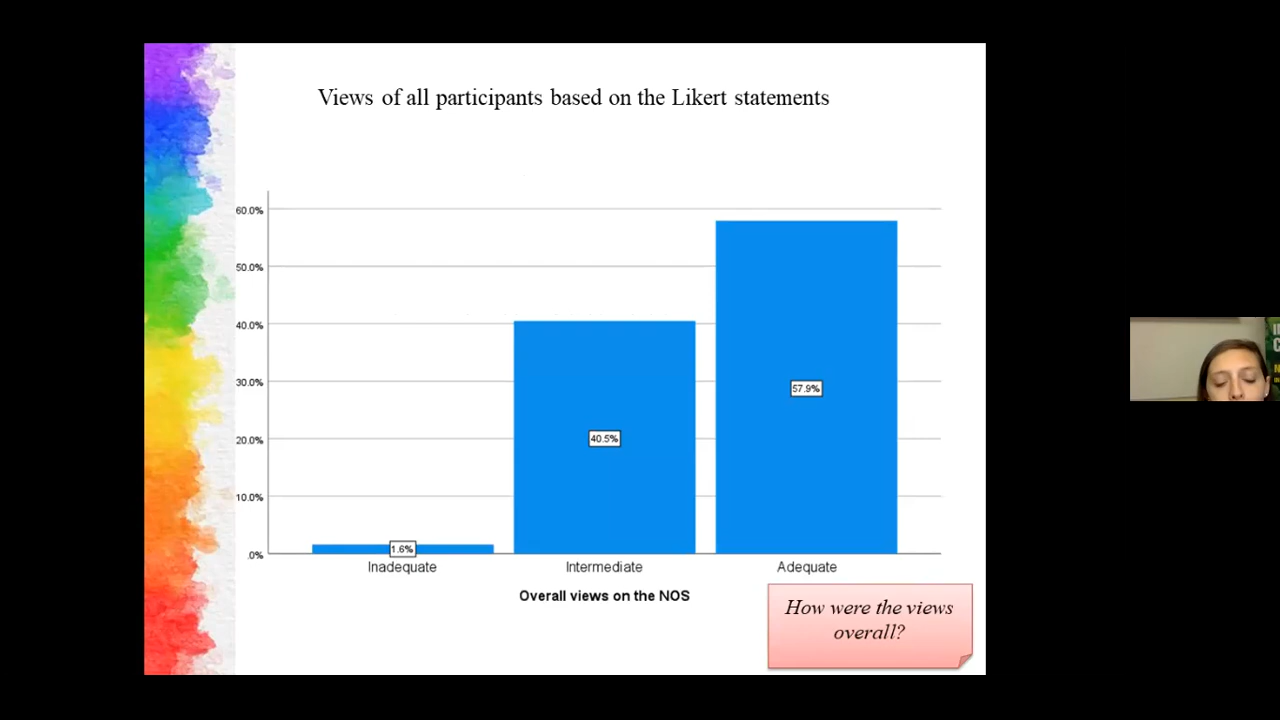 Views of all participants based on the Likert statements
60.0%
50.0%
40.0%
30.0%
20.0%
10.0%
.0%
1.6%
40.5%
57.9%
Inadequate
Intermediate
Adequate
Overall views on the NOS
How were the views
overall?